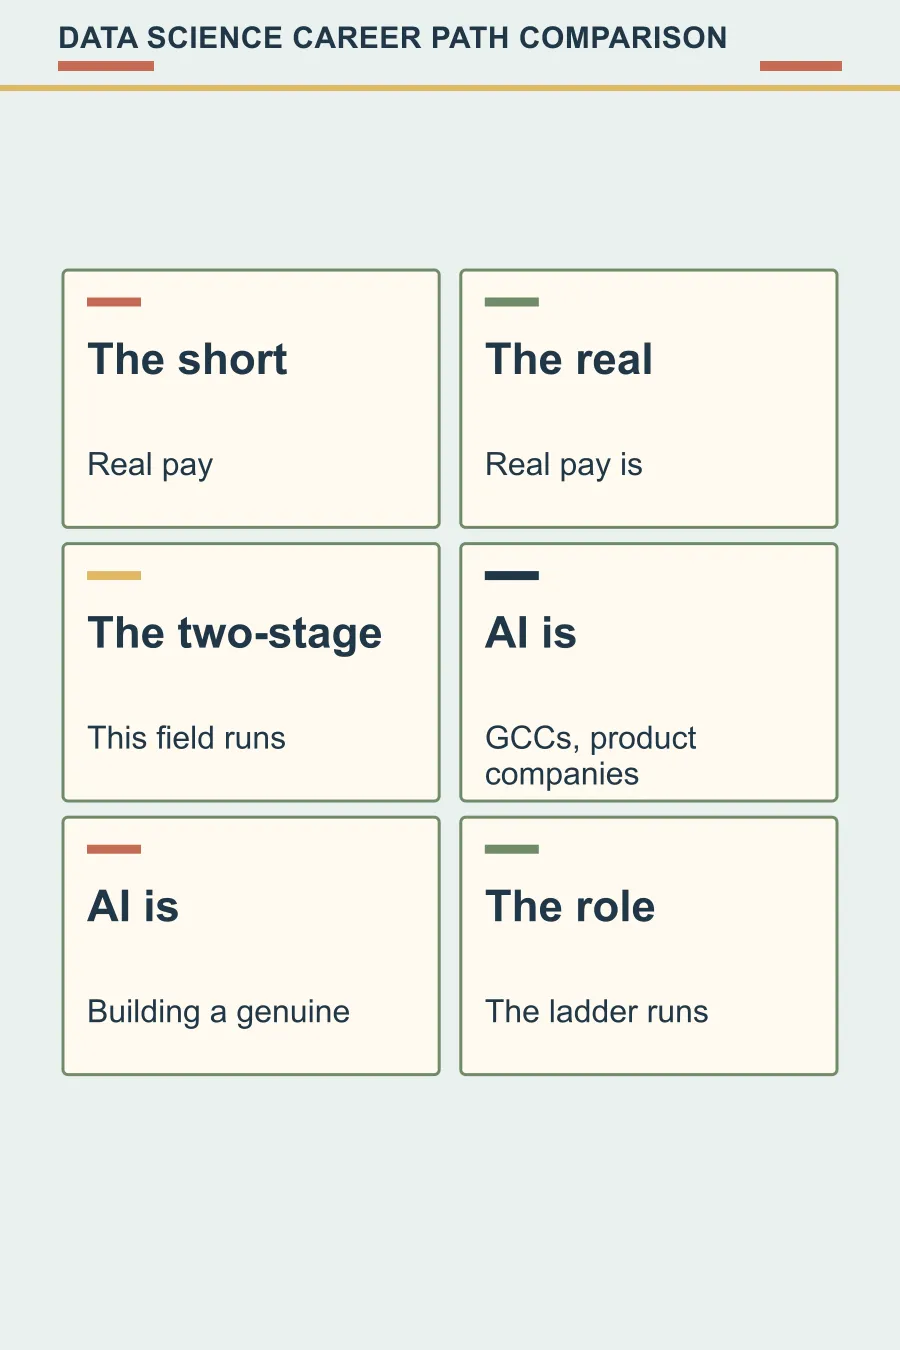 DATA SCIENCE CAREER PATH COMPARISON
The short
Real pay
The real
Real pay is
The two-stage
This field runs
AI is
GCCs, product
companies
AI is
Building a genuine
The role
The ladder runs